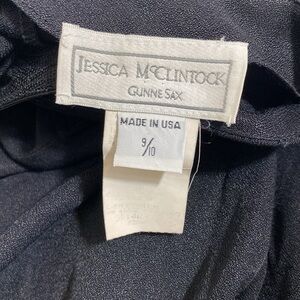 JESSICA McCLINTOCK
GUNNE SAX
MADE IN USA
9/10